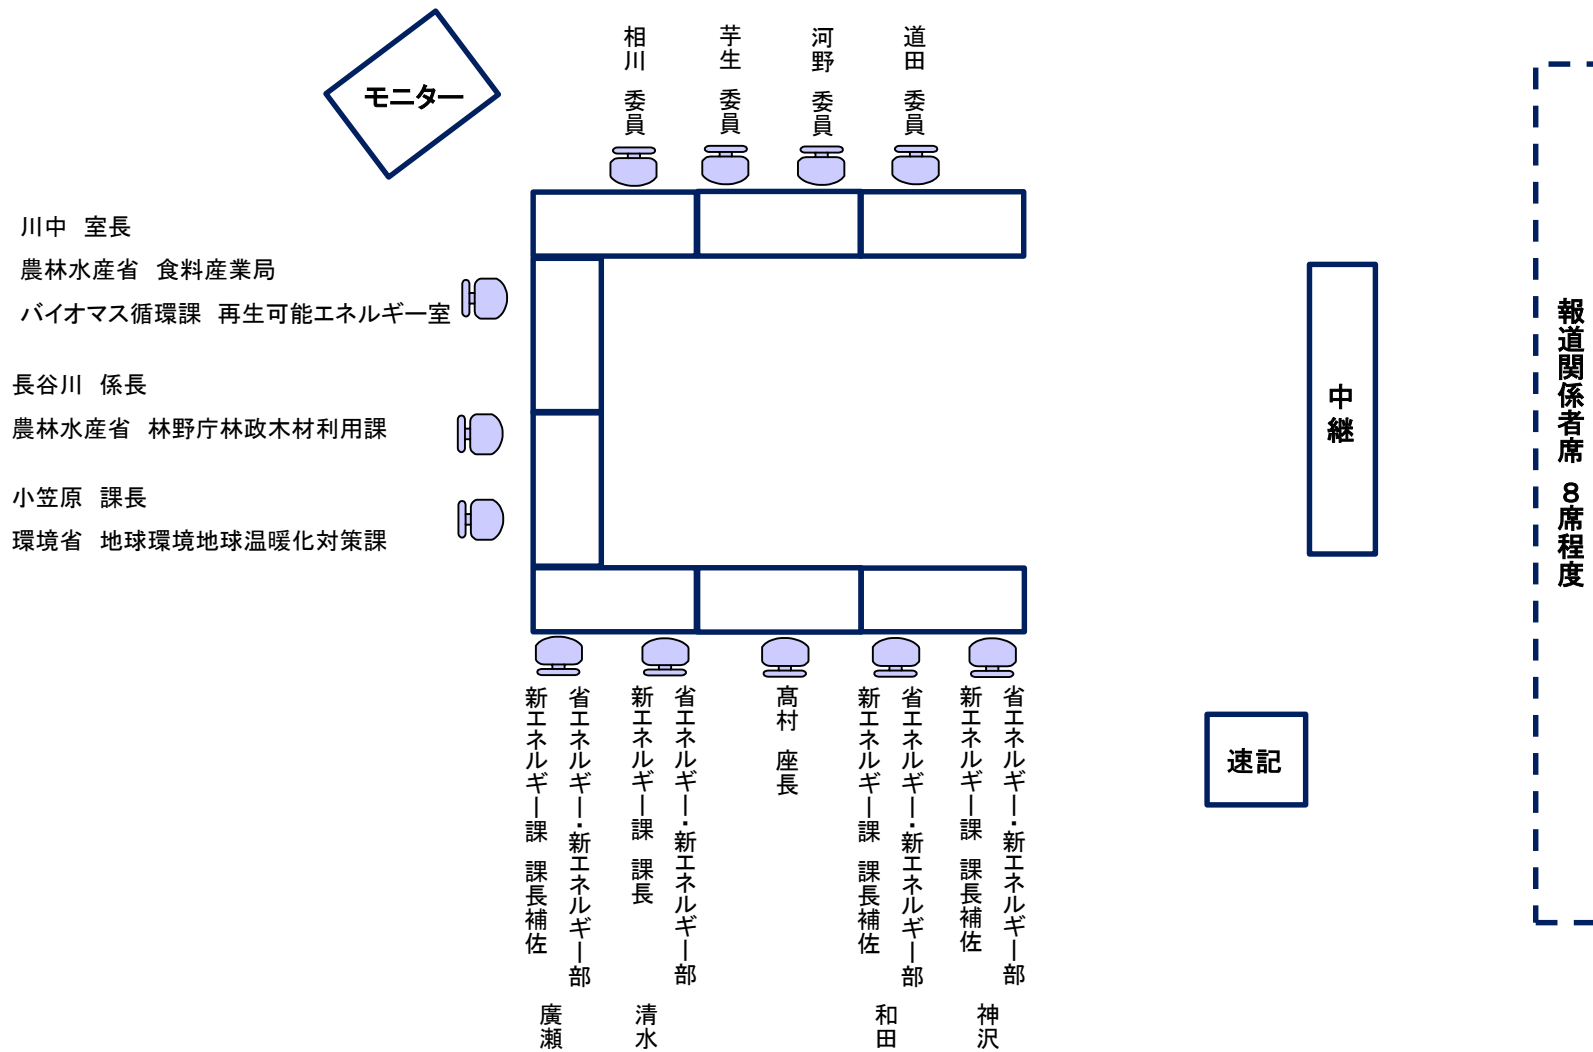 モニター
相川 委員
芋生 委員
河野 委員
道田 委員
川中 室長
農林水産省 食料産業局
バイオマス循環課 再生可能エネルギー室
長谷川 係長
農林水産省 林野庁林政木材利用課
小笠原 課長
環境省 地球環境地球温暖化対策課
省エネルギー・新エネルギー部
新エネルギー課 課長補佐
廣瀬
省エネルギー・新エネルギー部
新エネルギー課 課長
清水
髙村 座長
省エネルギー・新エネルギー部
新エネルギー課 課長補佐
和田
省エネルギー・新エネルギー部
新エネルギー課 課長補佐
神沢
中継
速記
報道関係者席 8席程度